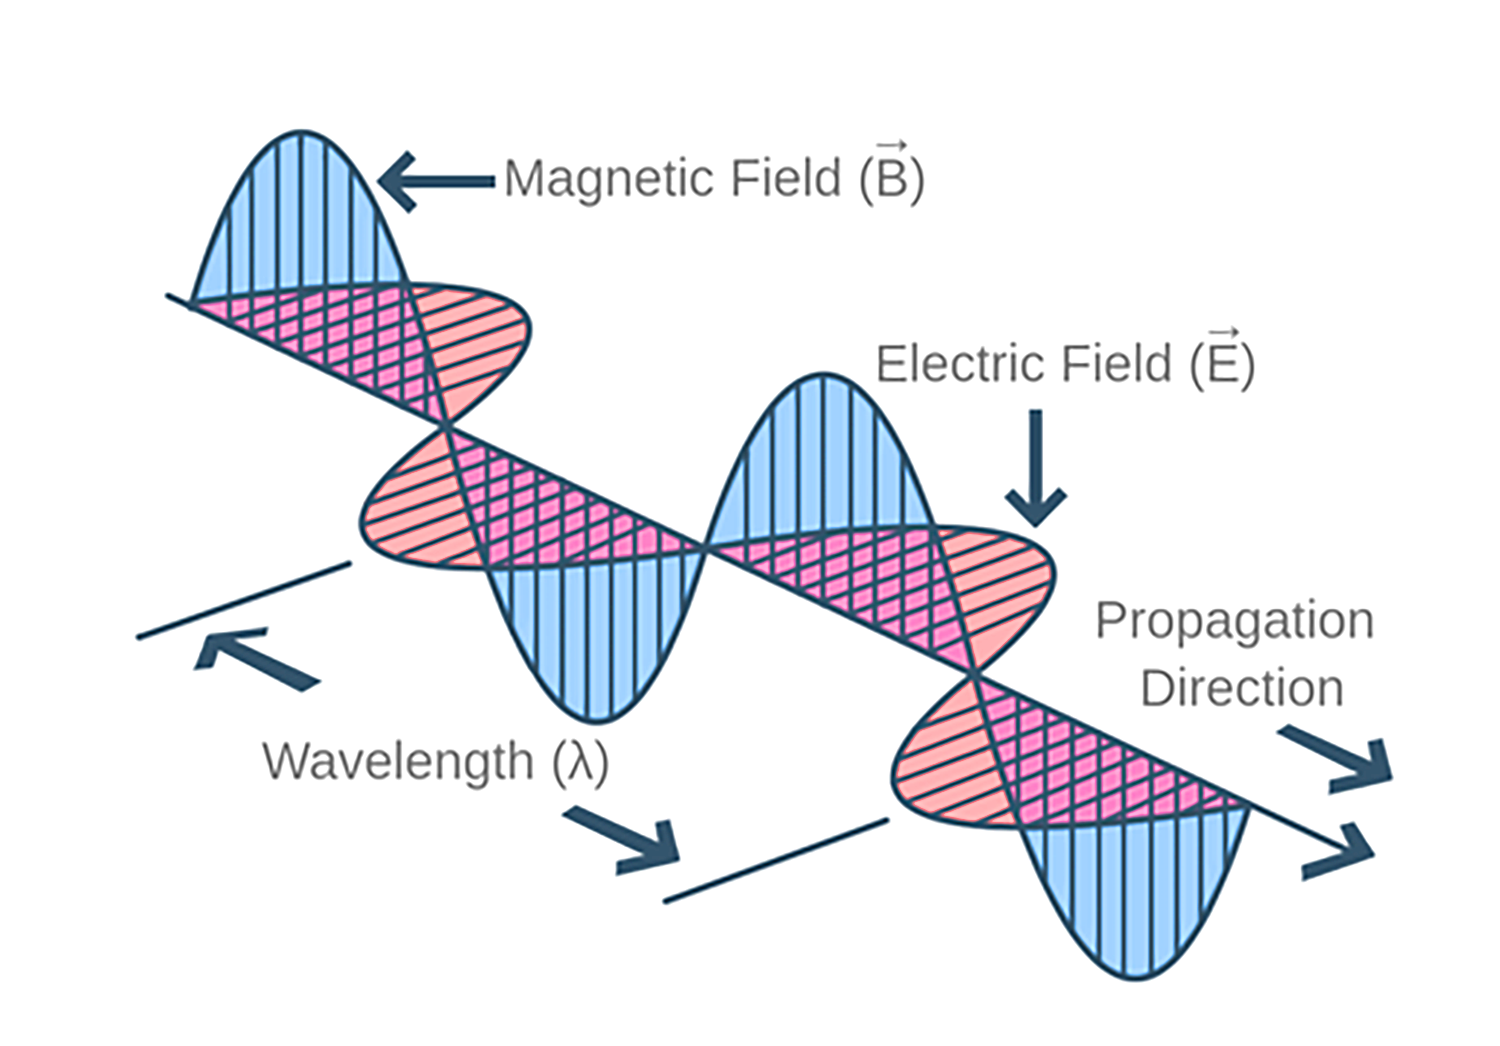 Magnetic Field (B⃗)
Electric Field (E⃗)
Propagation
Direction
Wavelength (λ)